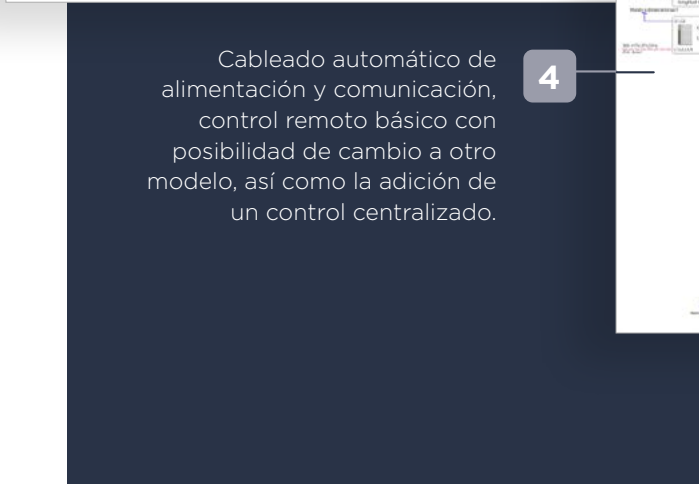 Cableado automático de
alimentación y comunicación,
control remoto básico con
posibilidad de cambio a otro
modelo, así como la adición de
un control centralizado.
4